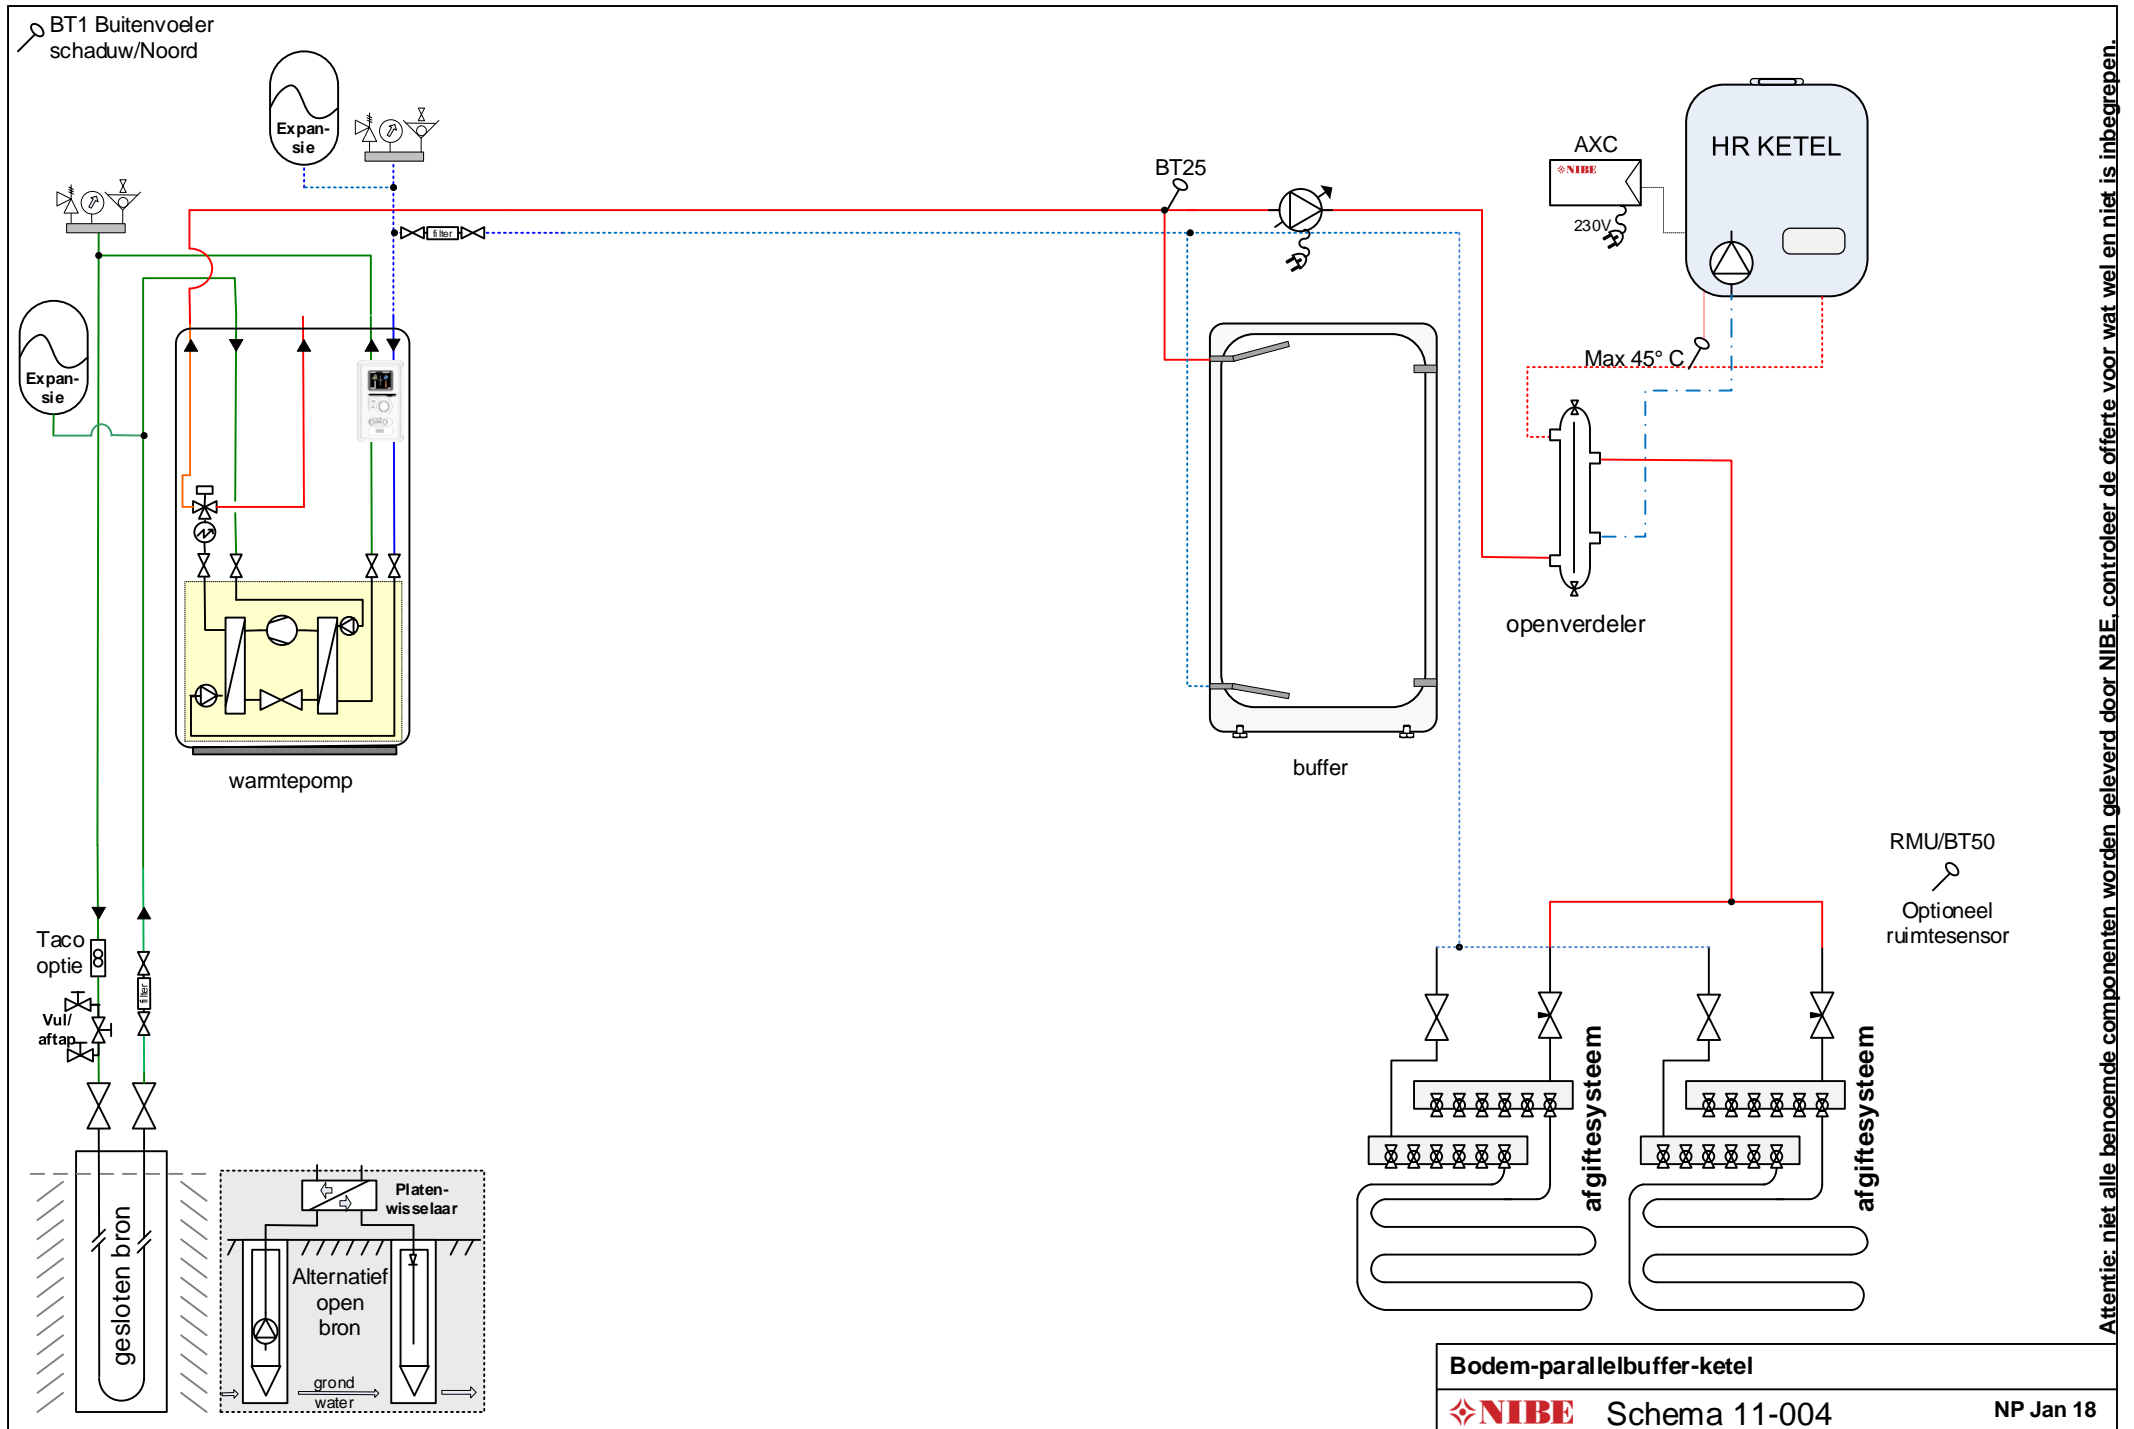 BT1 Buitenvoeler
schaduw/Noord
Expan-
sie
filter
BT25
AXC
NIBE
230V
HR KETEL
Max 45° C
Expan-
sie
openverdeler
warmtepomp
buffer
RMU/BT50
Optioneel
ruimtesensor
Taco
optie
filter
Vul/
aftap
afgiftesysteem
afgiftesysteem
gesloten bron
Platen-
wisselaar
Alternatief
open
bron
grond
water
Attentie: niet alle benoemde componenten worden geleverd door NIBE, controleer de offerte voor wat wel en niet is inbegrepen.
Bodem-parallelbuffer-ketel
NIBE Schema 11-004 NP Jan 18